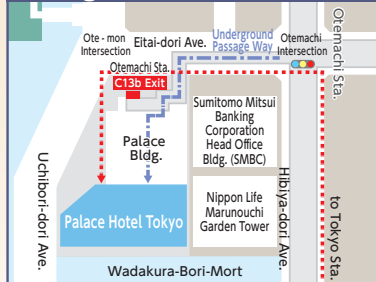 Ote - mon
Intersection
Eitai-dori Ave.
Underground
Passage Way
Otemachi
Intersection
Otemachi Sta.
Otemachi Sta.
C13b Exit
Sumitomo Mitsui
Banking
Corporation
Head Office
Bldg. (SMBC)
Palace
Bldg.
Uchibori-dori Ave.
Hibiya-dori Ave.
Nippon Life
Marunouchi
Garden Tower
to Tokyo Sta.
Palace Hotel Tokyo
Wadakura-Bori-Mort